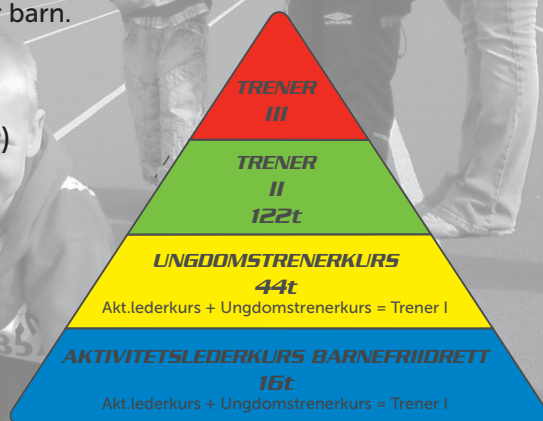 r barn.
)
TRENER
III
TRENER
II
122t
UNGDOMSTRENERKURS
44t
Akt.lederkurs + Ungdomstrenerkurs = Trener I
AKTIVITETSLEDERKURS BARNEFRIIDRETT
16t
Akt.lederkurs + Ungdomstrenerkurs = Trener I